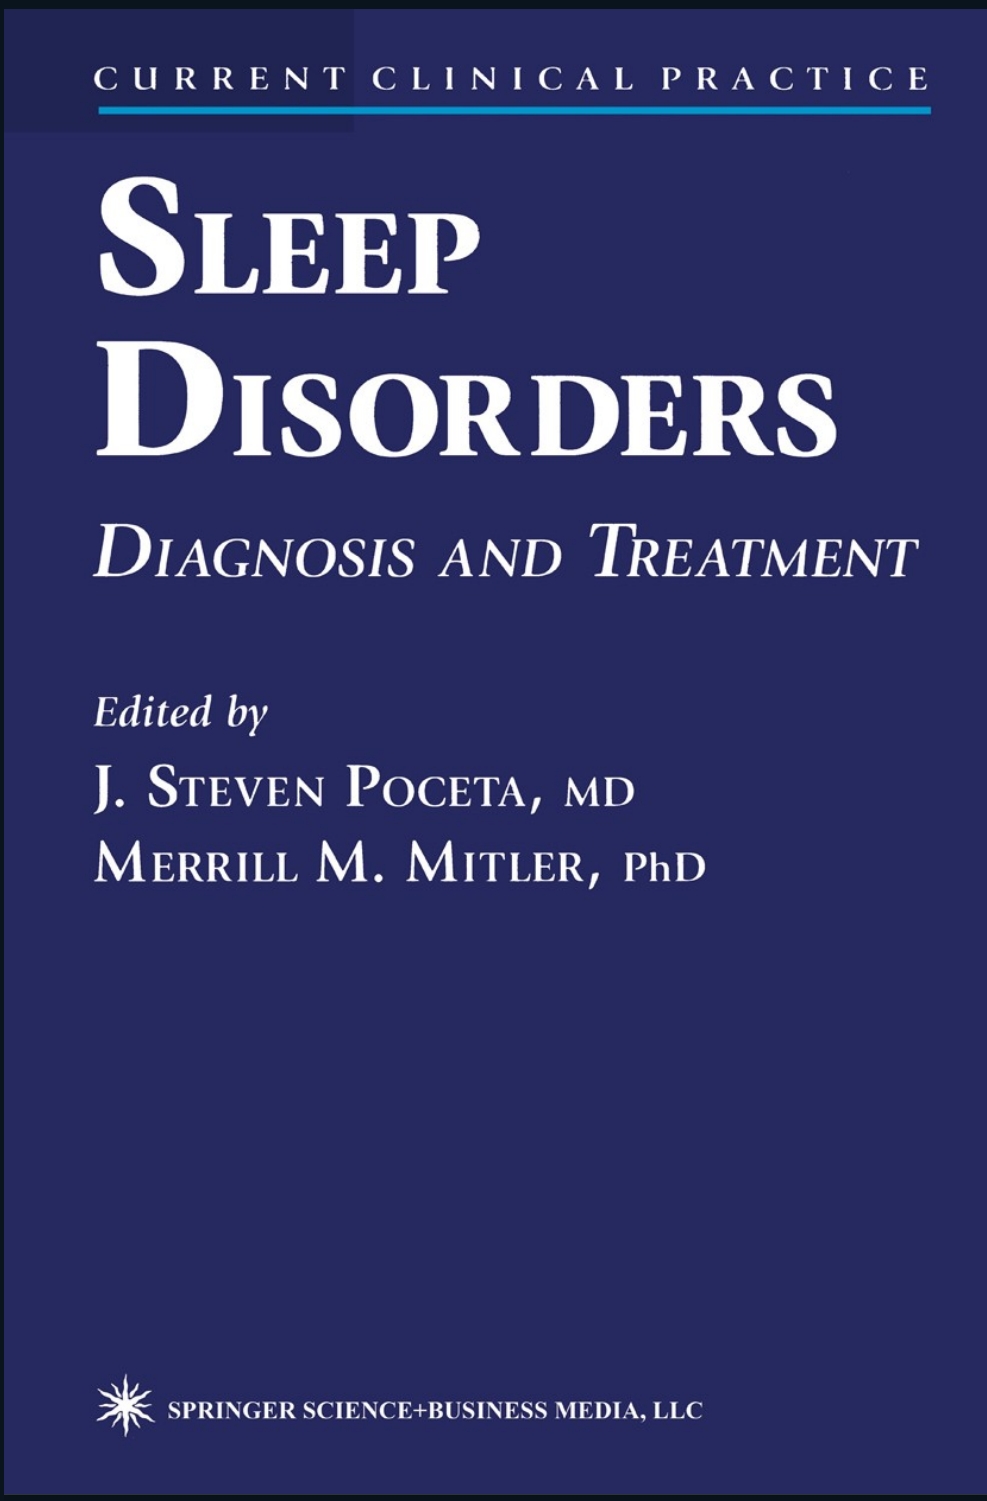 CURRENT CLINICAL PRACTICE
SLEEP
DISORDERS
DIAGNOSIS AND TREATMENT
Edited by
J. STEVEN POCETA, MD
MERRILL M. MITLER, PhD
SPRINGER SCIENCE+BUSINESS MEDIA, LLC